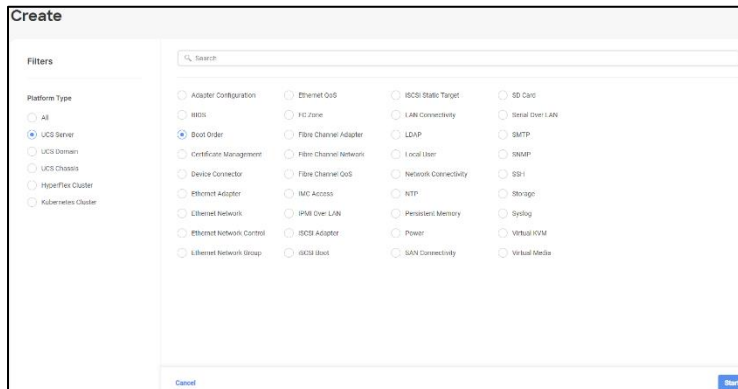 Create
Filters
Search
Platform Type
All
UCS Server
UCS Domain
UCS Chassis
HyperFlex Cluster
Kubernetes Cluster
Adapter Configuration
BIOS
Boot Order
Certificate Management
Device Connector
Ethernet Adapter
Ethernet Network
Ethernet Network Control
Ethernet Network Group
Ethernet QoS
FC Zone
Fibre Channel Adapter
Fibre Channel Network
Fibre Channel QoS
IMC Access
IPMI Over LAN
iSCSI Adapter
iSCSI Boot
iSCSI Static Target
LAN Connectivity
LDAP
Local User
Network Connectivity
NTP
Persistent Memory
Power
SAN Connectivity
SD Card
Serial Over LAN
SMTP
SNMP
SSH
Storage
Syslog
Virtual KVM
Virtual Media
Cancel
Star